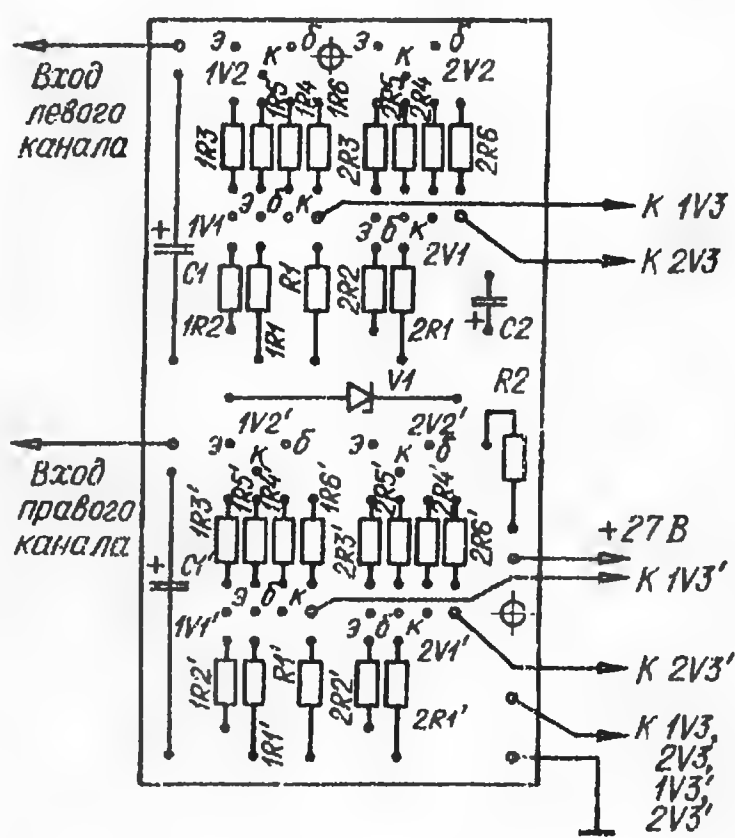 Э б Э б
1V2 К К 2V2
Вход
левого
канала
1R3 1R5 1R4 1R6 2R3 2R5 2R4 2R6
Э б К
1V1
К 1V3
Э б К
2V1
К 2V3
+
C1
1R2 1R1 R1 2R2 2R1
+ C2
V1
R2
1V2' 2V2'
Э б Э б
К К
Вход
правого
канала
1R3' 1R5' 1R4' 1R6' 2R3' 2R5' 2R4' 2R6'
+27 В
+
C1'
К 1V3'
Э б К
1V1'
Э б К
2V1'
К 2V3'
1R2' 1R1' R1' 2R2' 2R1'
К 1V3,
2V3,
1V3',
2V3'